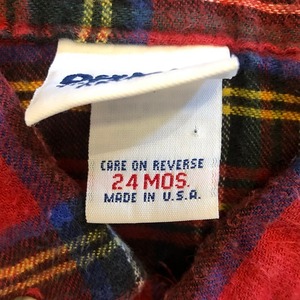 CARE ON REVERSE
24 MOS.
MADE IN U.S.A.